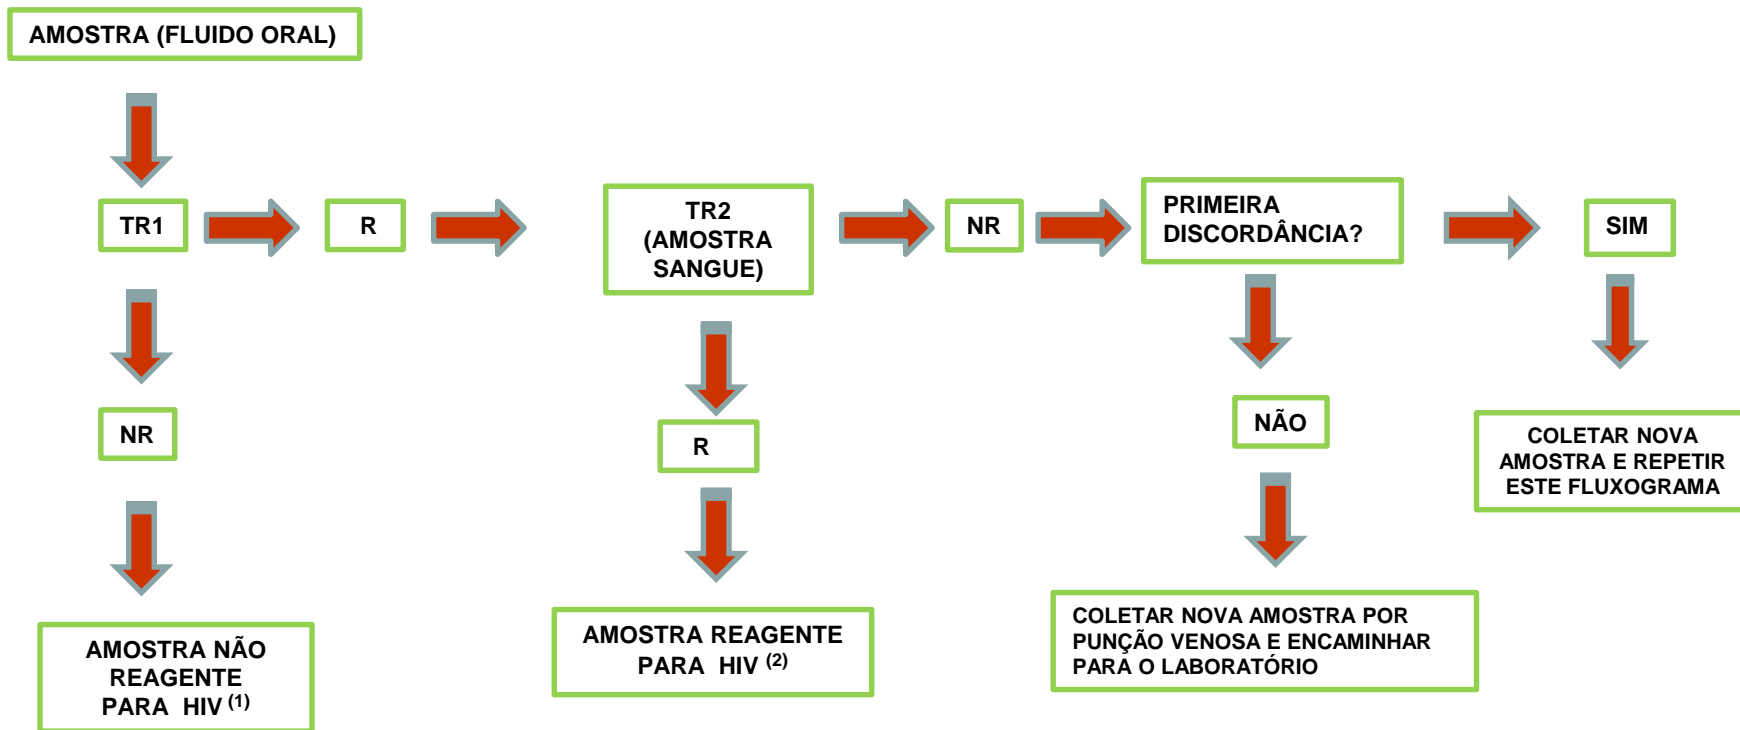 AMOSTRA (FLUIDO ORAL)
TR1
R
TR2
(AMOSTRA
SANGUE)
NR
PRIMEIRA
DISCORDÂNCIA?
SIM
NR
R
NÃO
COLETAR NOVA
AMOSTRA E REPETIR
ESTE FLUXOGRAMA
AMOSTRA NÃO
REAGENTE
PARA HIV (1)
AMOSTRA REAGENTE
PARA HIV (2)
COLETAR NOVA AMOSTRA POR
PUNÇÃO VENOSA E ENCAMINHAR
PARA O LABORATÓRIO